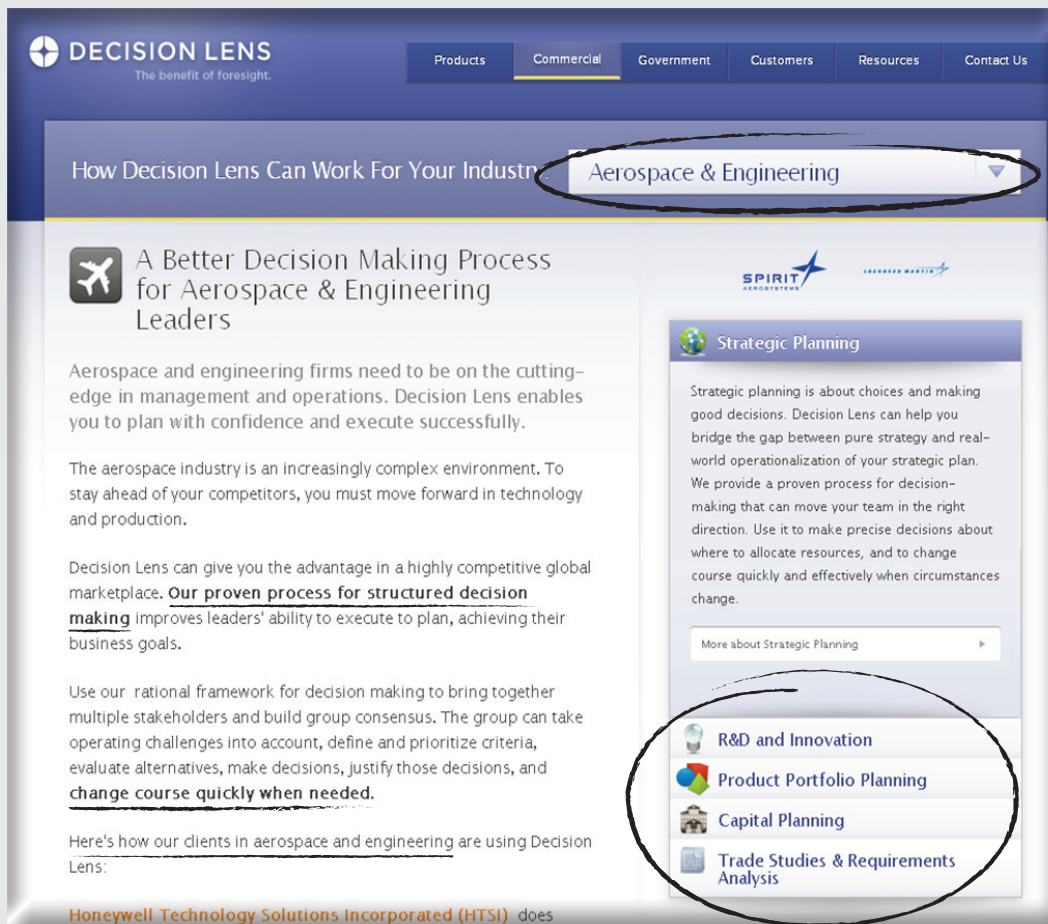 DECISION LENS
The benefit of foresight.
Products
Commercial
Government
Customers
Resources
Contact Us
How Decision Lens Can Work For Your Industry:
Aerospace & Engineering
A Better Decision Making Process
for Aerospace & Engineering
Leaders
Aerospace and engineering firms need to be on the cutting-
edge in management and operations. Decision Lens enables
you to plan with confidence and execute successfully.
The aerospace industry is an increasingly complex environment. To
stay ahead of your competitors, you must move forward in technology
and production.
Decision Lens can give you the advantage in a highly competitive global
marketplace. Our proven process for structured decision
making improves leaders' ability to execute to plan, achieving their
business goals.
Use our rational framework for decision making to bring together
multiple stakeholders and build group consensus. The group can take
operating challenges into account, define and prioritize criteria,
evaluate alternatives, make decisions, justify those decisions, and
change course quickly when needed.
Here's how our clients in aerospace and engineering are using Decision
Lens:
Honeywell Technology Solutions Incorporated (HTSI) does
SPIRIT
AEROSYSTEMS
LOCKHEED MARTIN
Strategic Planning
Strategic planning is about choices and making
good decisions. Decision Lens can help you
bridge the gap between pure strategy and real-
world operationalization of your strategic plan.
We provide a proven process for decision-
making that can move your team in the right
direction. Use it to make precise decisions about
where to allocate resources, and to change
course quickly and effectively when circumstances
change.
More about Strategic Planning
R&D and Innovation
Product Portfolio Planning
Capital Planning
Trade Studies & Requirements
Analysis